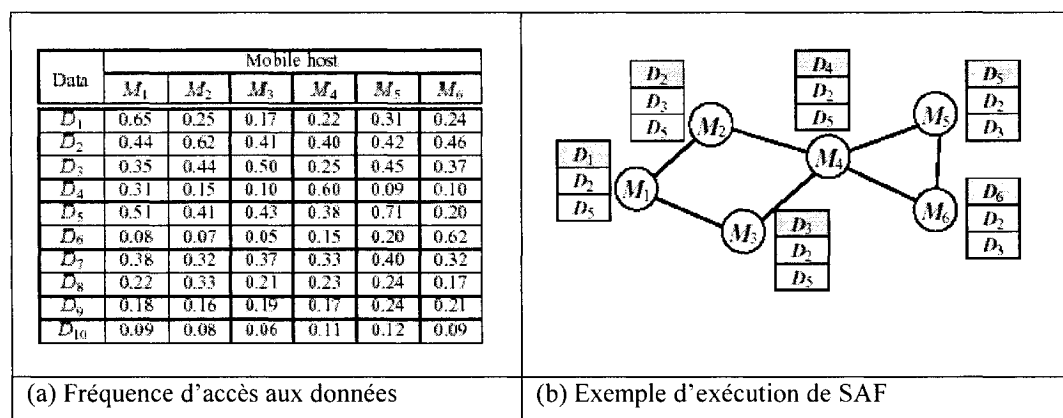 Data Mobile host
M1 M2 M3 M4 M5 M6
D1 0.65 0.25 0.17 0.22 0.31 0.24
D2 0.44 0.62 0.41 0.40 0.42 0.46
D3 0.35 0.44 0.50 0.25 0.45 0.37
D4 0.31 0.15 0.10 0.60 0.09 0.10
D5 0.51 0.41 0.43 0.38 0.71 0.20
D6 0.08 0.07 0.05 0.15 0.20 0.62
D7 0.38 0.32 0.37 0.33 0.40 0.32
D8 0.22 0.33 0.21 0.23 0.24 0.17
D9 0.18 0.16 0.19 0.17 0.24 0.21
D10 0.09 0.08 0.06 0.11 0.12 0.09
(a) Fréquence d'accès aux données
D1
D2
D5
M1
D2
D3
D5
M2
D3
D2
D5
M3
D4
D2
D5
M4
D5
D2
D3
M5
D6
D2
D3
M6
(b) Exemple d'exécution de SAF